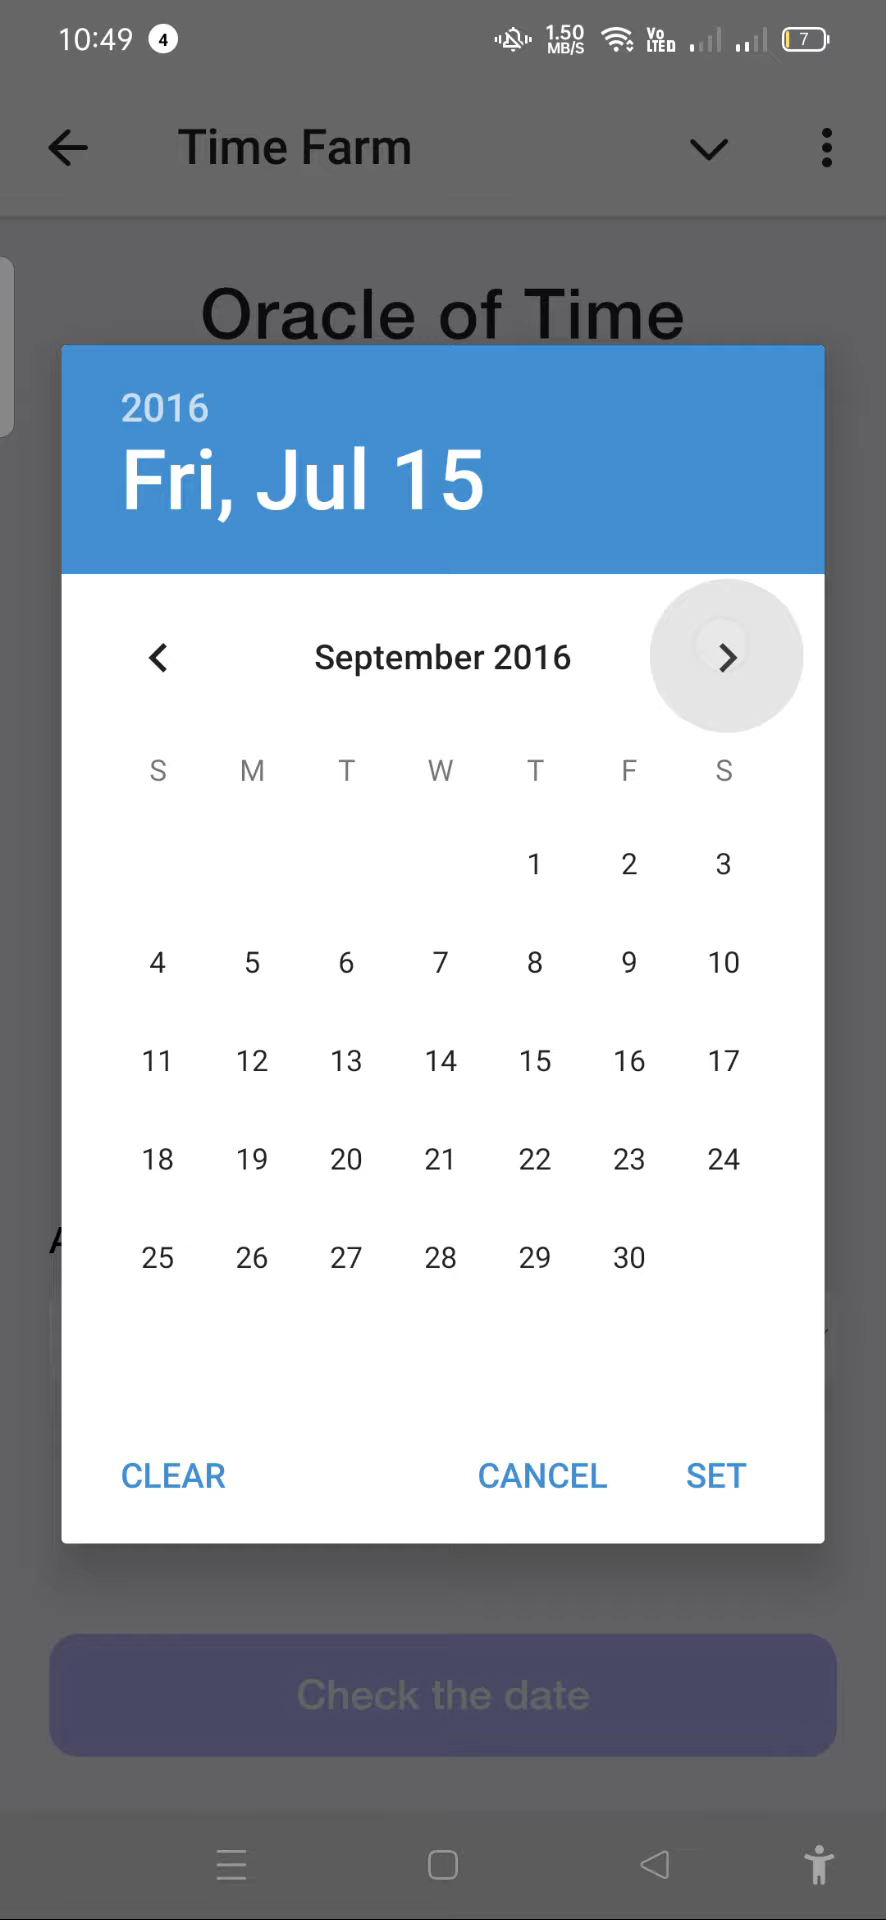 10:49 4 1.50 MB/S Vo LTED 7
Time Farm
Oracle of Time
2016
Fri, Jul 15
September 2016
S M T W T F S
1 2 3
4 5 6 7 8 9 10
11 12 13 14 15 16 17
18 19 20 21 22 23 24
25 26 27 28 29 30
CLEAR CANCEL SET
Check the date